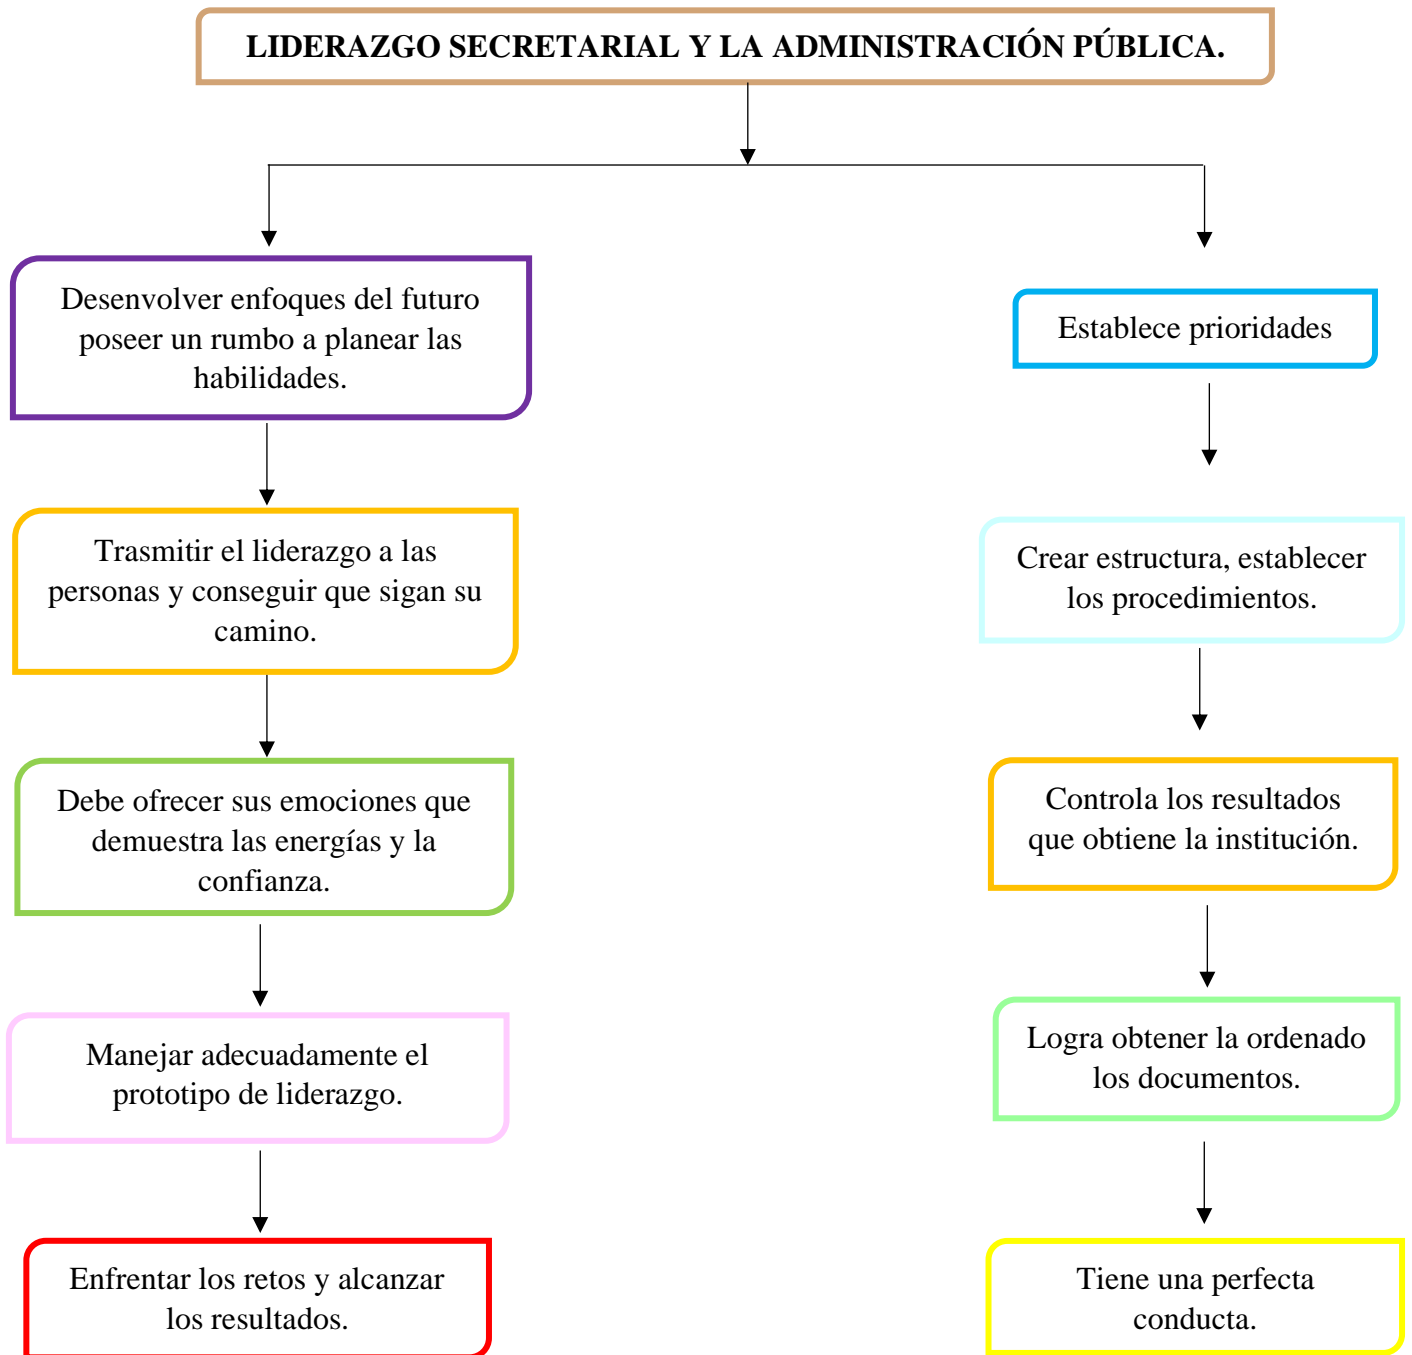 LIDERAZGO SECRETARIAL Y LA ADMINISTRACIÓN PÚBLICA.
Desenvolver enfoques del futuro
poseer un rumbo a planear las
habilidades.
Trasmitir el liderazgo a las
personas y conseguir que sigan su
camino.
Debe ofrecer sus emociones que
demuestra las energías y la
confianza.
Manejar adecuadamente el
prototipo de liderazgo.
Enfrentar los retos y alcanzar
los resultados.
Establece prioridades
Crear estructura, establecer
los procedimientos.
Controla los resultados
que obtiene la institución.
Logra obtener la ordenado
los documentos.
Tiene una perfecta
conducta.